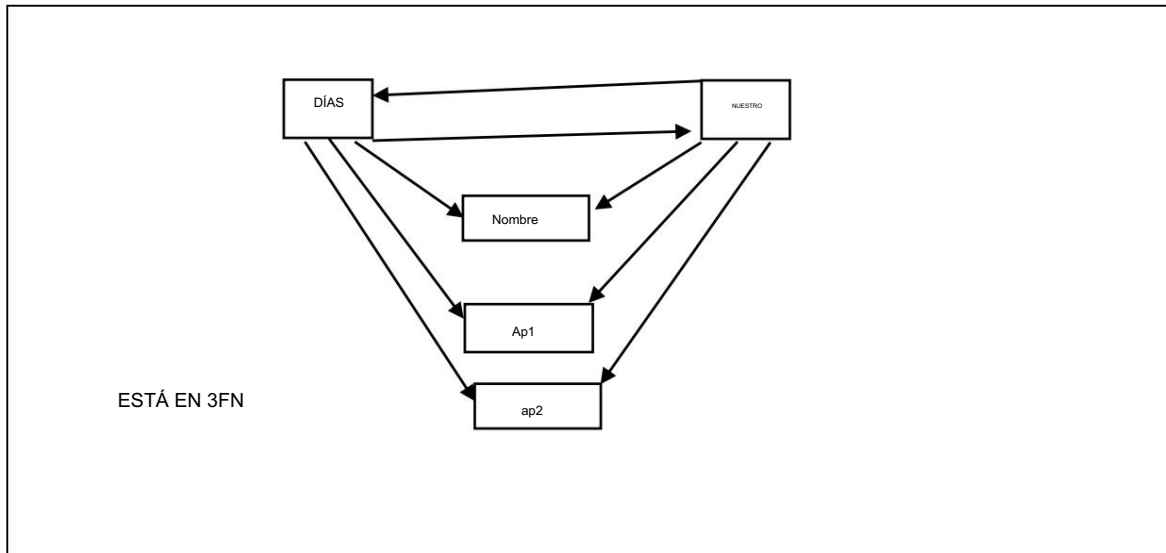 DÍAS
NUESTRO
Nombre
Ap1
ap2
ESTÁ EN 3FN